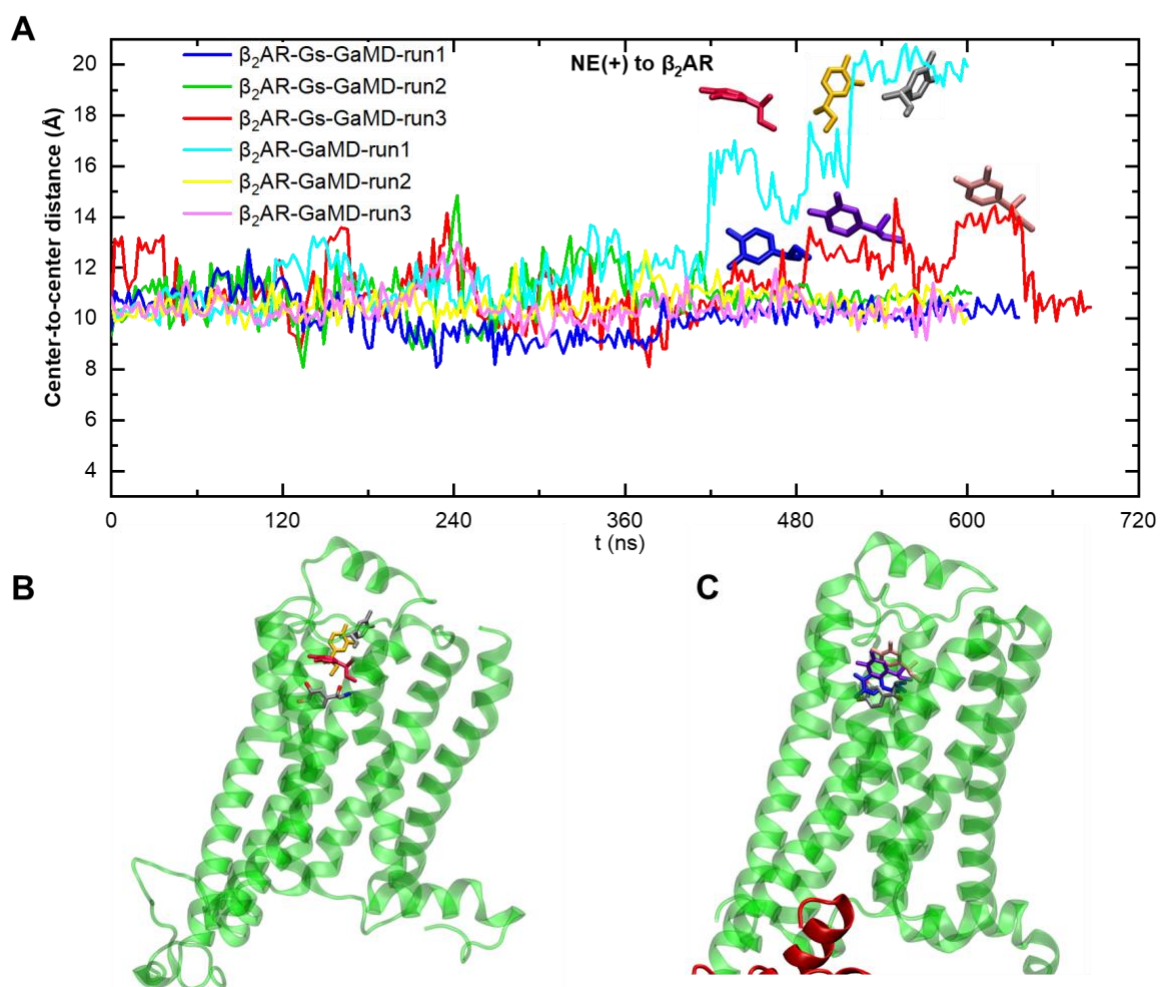 A
β₂AR-Gs-GaMD-run1
β₂AR-Gs-GaMD-run2
β₂AR-Gs-GaMD-run3
β₂AR-GaMD-run1
β₂AR-GaMD-run2
β₂AR-GaMD-run3
NE(+) to β₂AR
Center-to-center distance (Å)
20
18
16
14
12
10
8
6
4
0 120 240 360 480 600 720
t (ns)
B
C